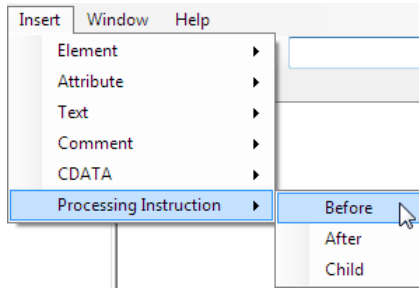 Insert Window Help
Element
Attribute
Text
Comment
CDATA
Processing Instruction
Before
After
Child